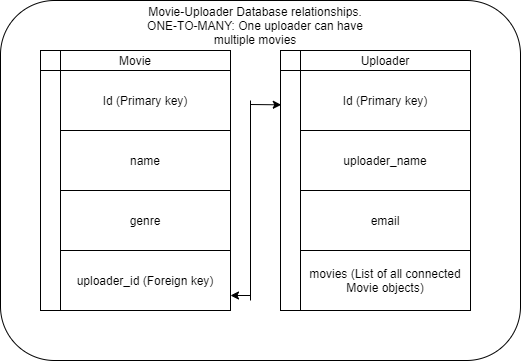 Movie-Uploader Database relationships.
ONE-TO-MANY: One uploader can have
multiple movies
Movie
Id (Primary key)
name
genre
uploader_id (Foreign key)
Uploader
Id (Primary key)
uploader_name
email
movies (List of all connected
Movie objects)